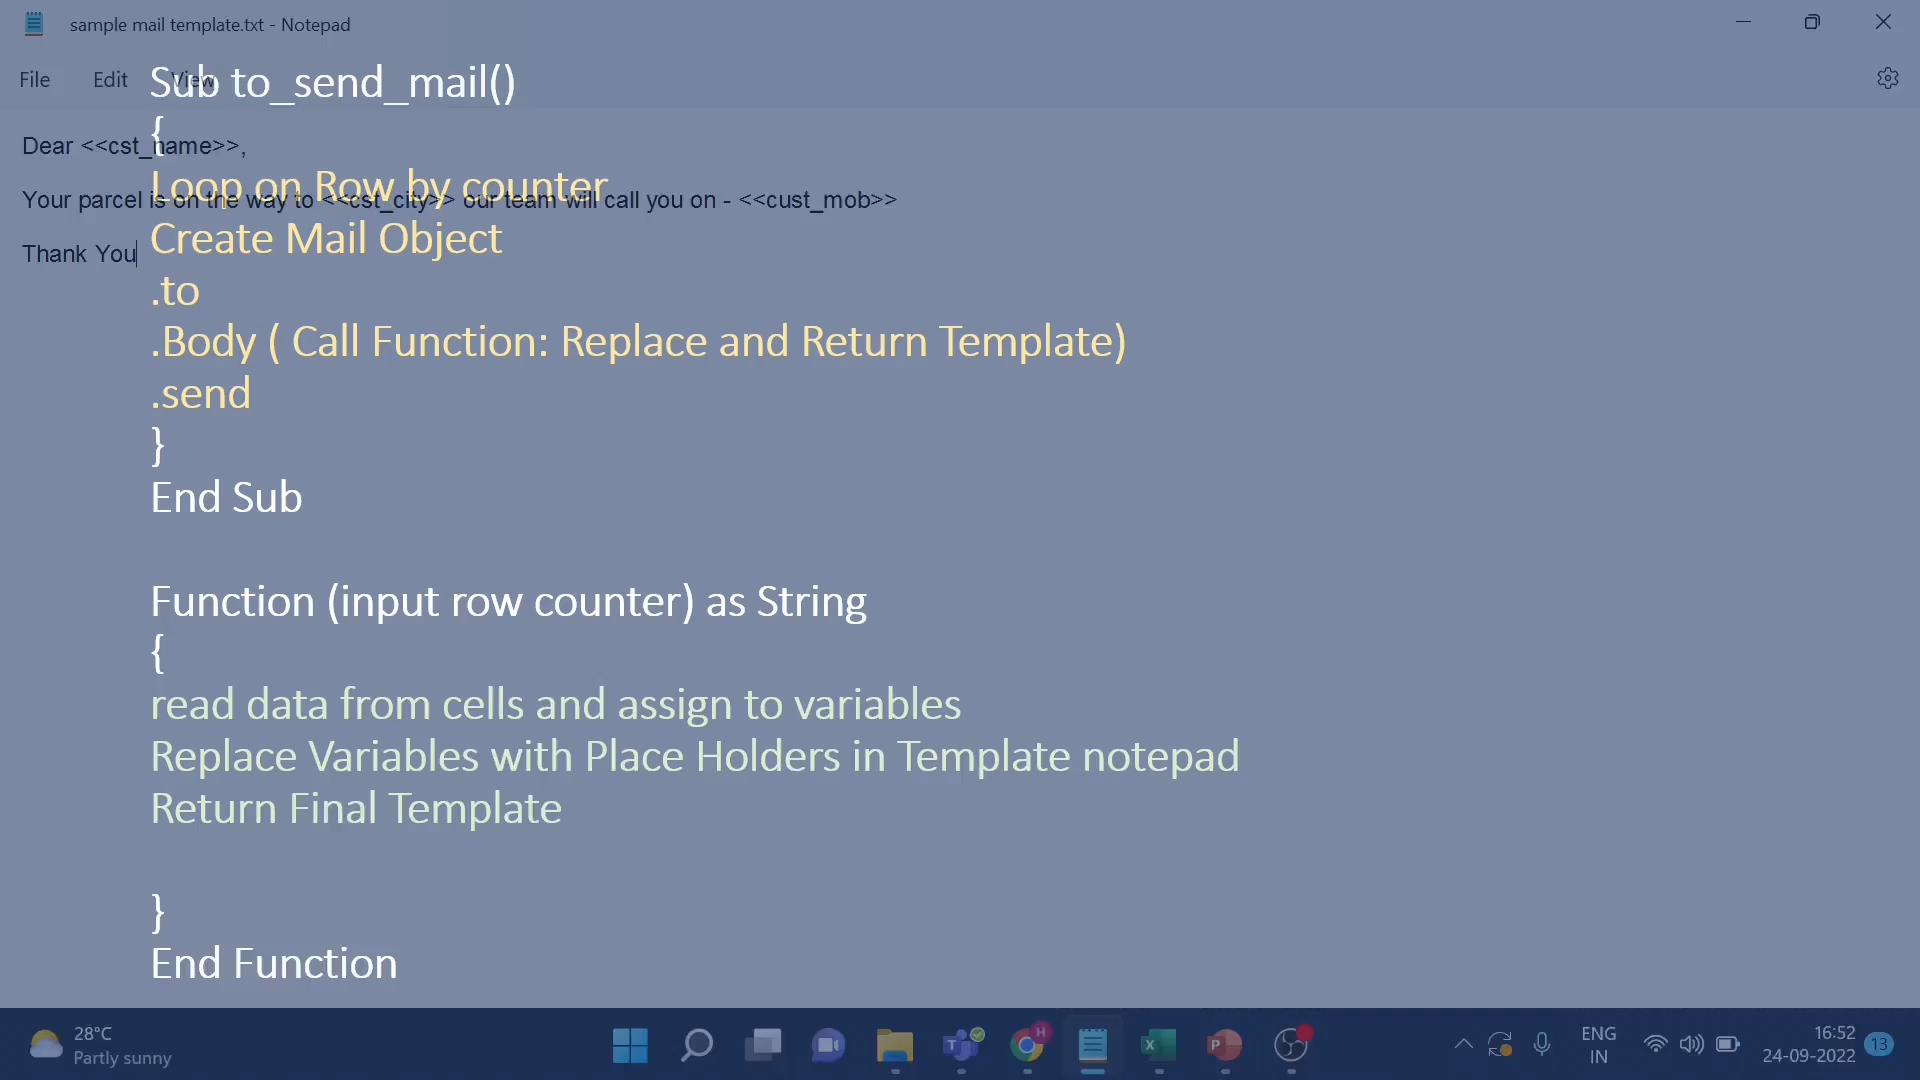 sample mail template.txt - Notepad
File Edit View
Sub to_send_mail()
{
Dear <<cst_name>>,
Loop on Row by counter
Your parcel is on the way to <<cst_city>> our team will call you on - <<cust_mob>>
Create Mail Object
Thank You
.to
.Body ( Call Function: Replace and Return Template)
.send
}
End Sub
Function (input row counter) as String
{
read data from cells and assign to variables
Replace Variables with Place Holders in Template notepad
Return Final Template
}
End Function
28°C
Partly sunny
H
T
X
P
ENG
IN
16:52
24-09-2022
13